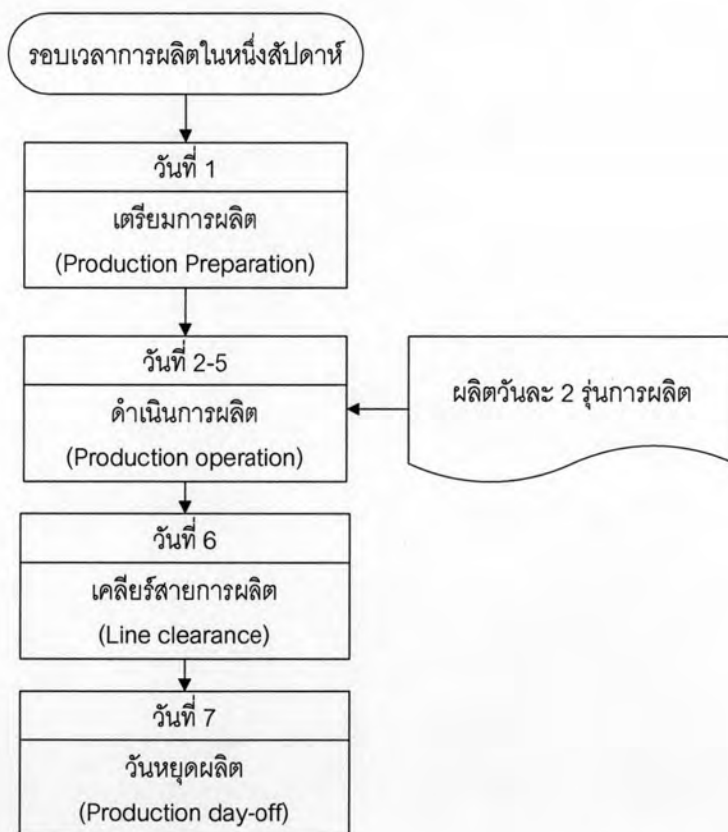 รอบเวลาการผลิตในหนึ่งสัปดาห์
วันที่ 1
เตรียมการผลิต
(Production Preparation)
วันที่ 2-5
ดำเนินการผลิต
(Production operation)
ผลิตวันละ 2 รุ่นการผลิต
วันที่ 6
เคลียร์สายการผลิต
(Line clearance)
วันที่ 7
วันหยุดผลิต
(Production day-off)